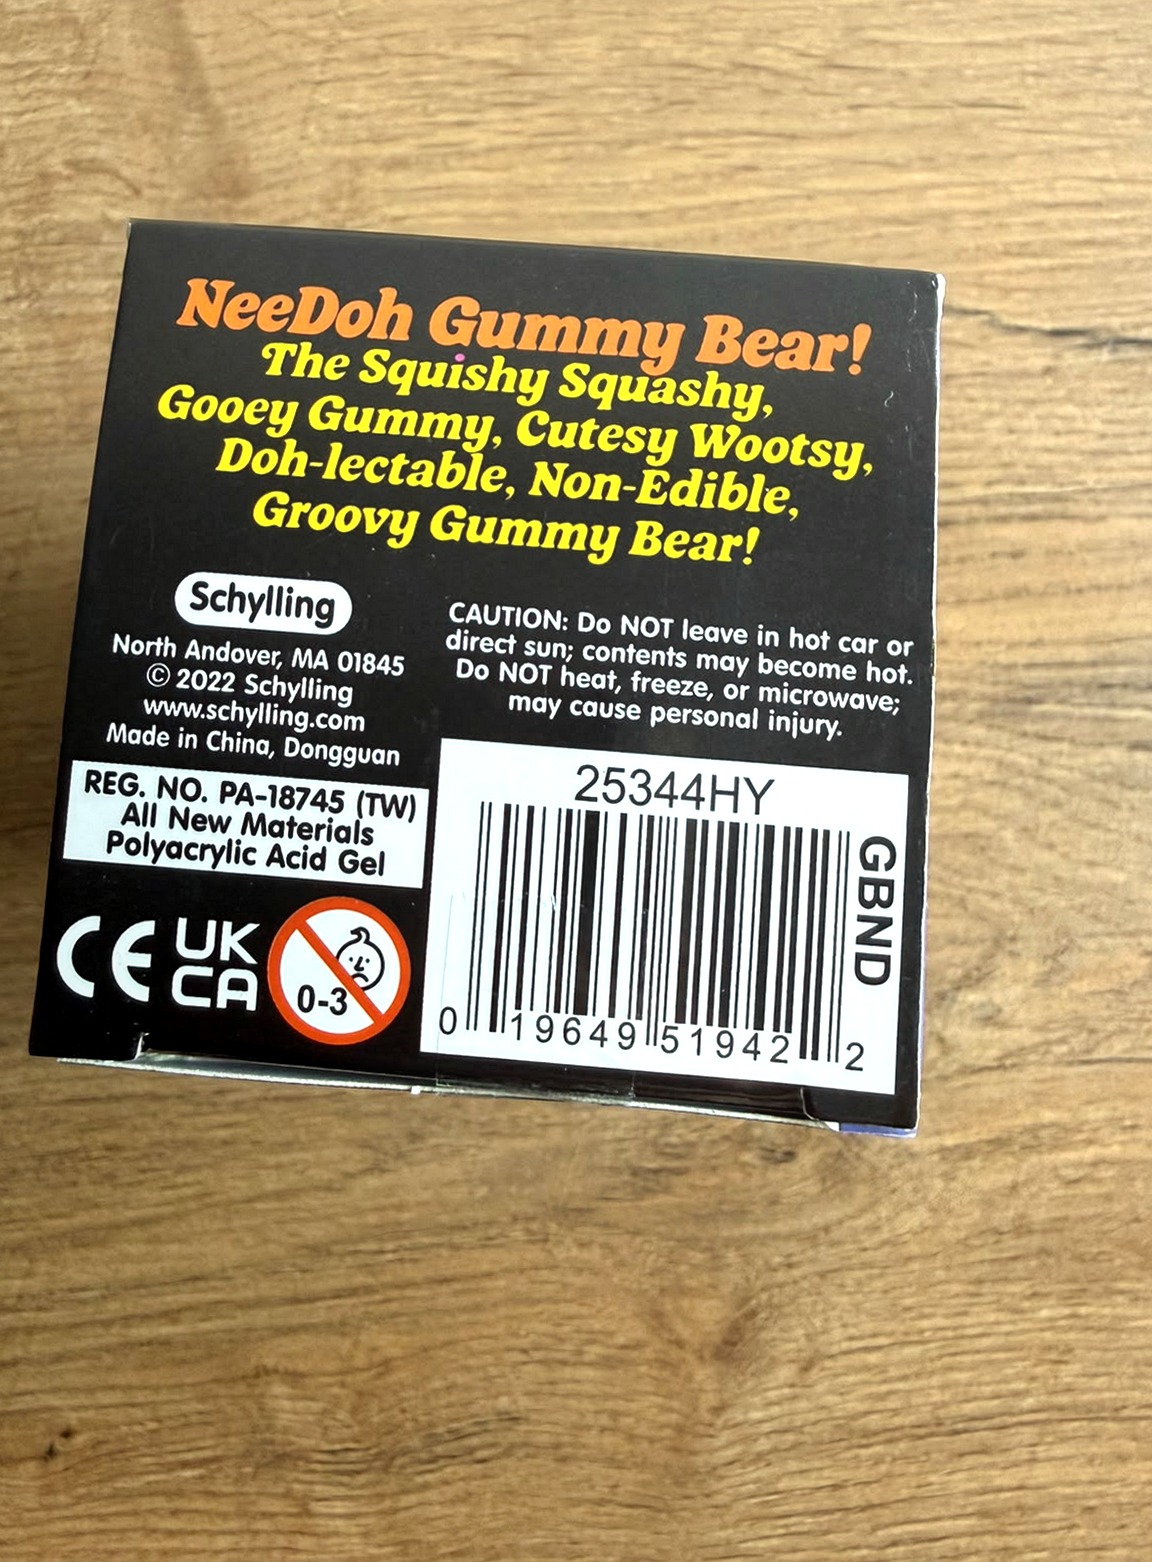 NeeDoh Gummy Bear!
The Squishy Squashy,
Gooey Gummy, Cutesy Wootsy,
Doh-lectable, Non-Edible,
Groovy Gummy Bear!
Schylling
North Andover, MA 01845
© 2022 Schylling
www.schylling.com
Made in China, Dongguan
REG. NO. PA-18745 (TW)
All New Materials
Polyacrylic Acid Gel
CE
UK
CA
0-3
CAUTION: Do NOT leave in hot car or
direct sun; contents may become hot.
Do NOT heat, freeze, or microwave;
may cause personal injury.
25344HY
GBND
0 19649 51942 2